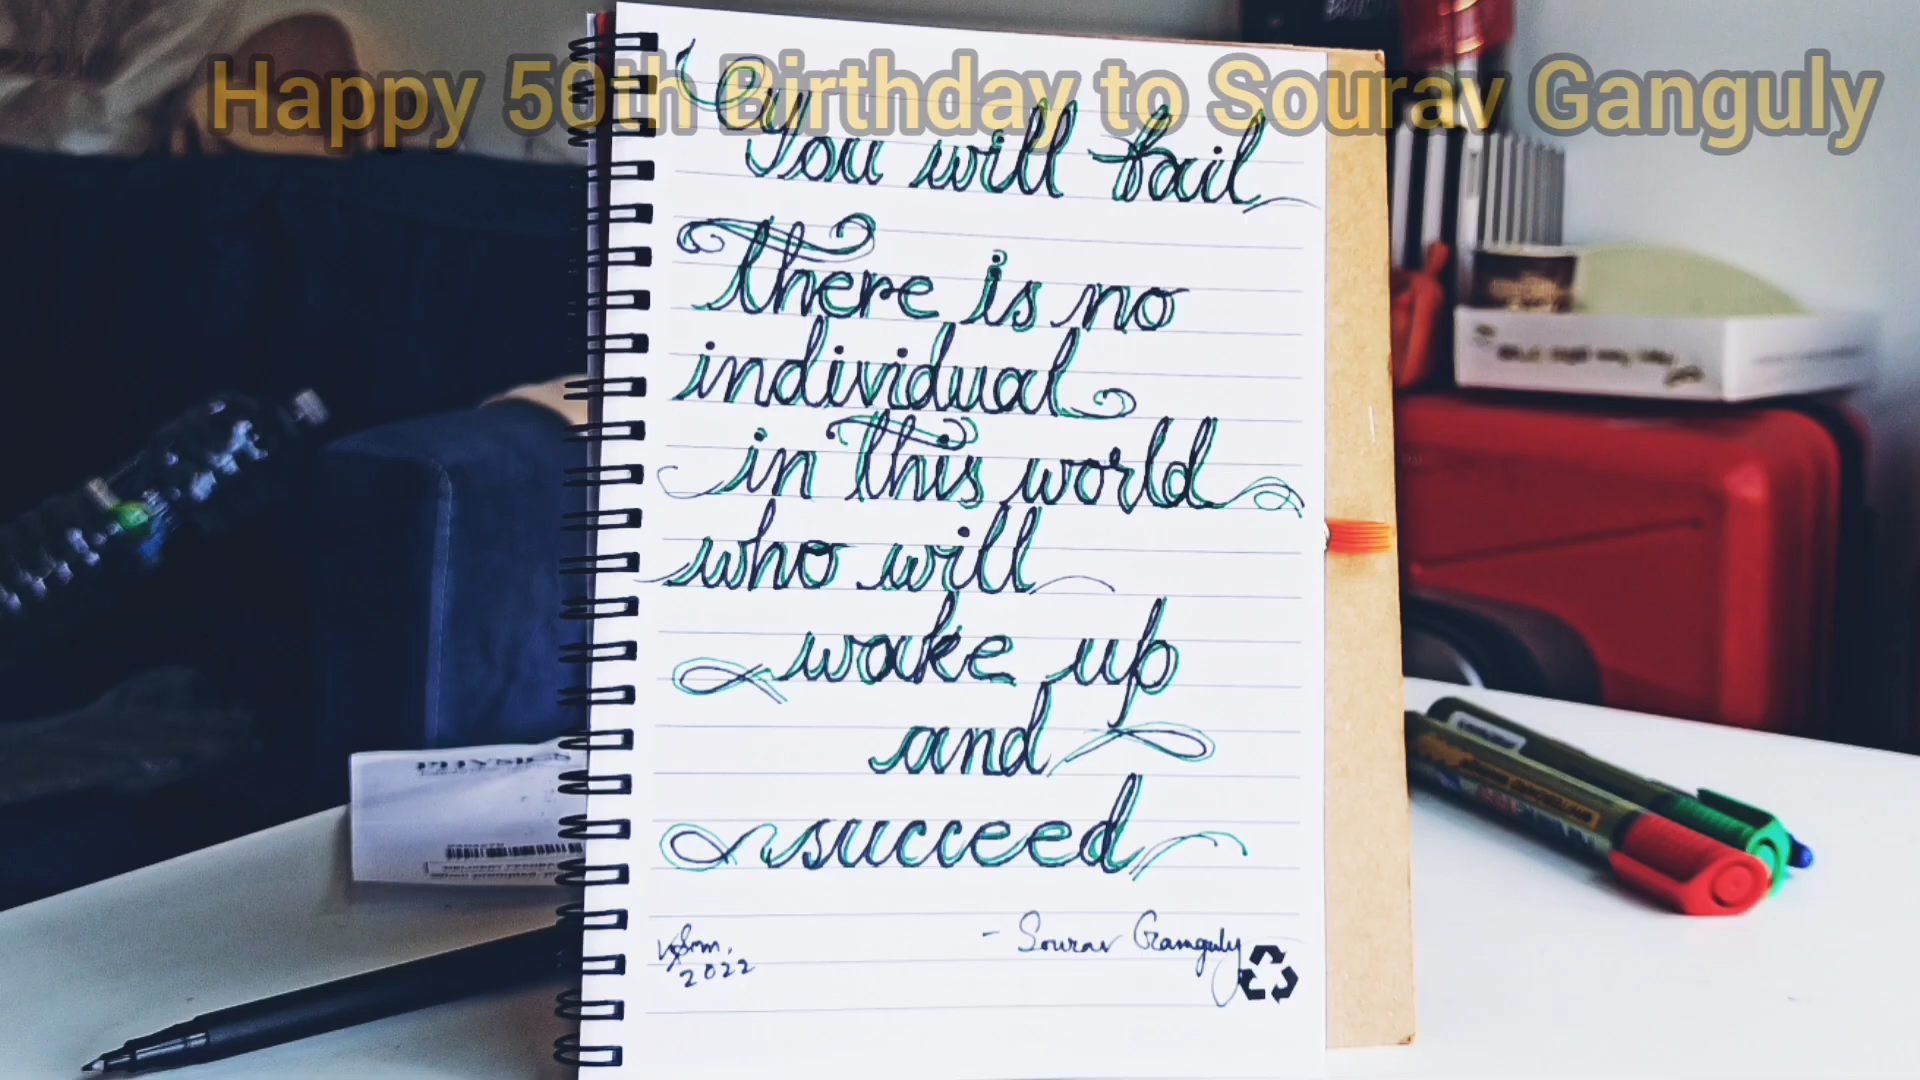 Happy 50th Birthday to Sourav Ganguly
You will fail
There is no
individual
in this world
who will
wake up
and
succeed
- Sourav Ganguly
2022
PHYSICS